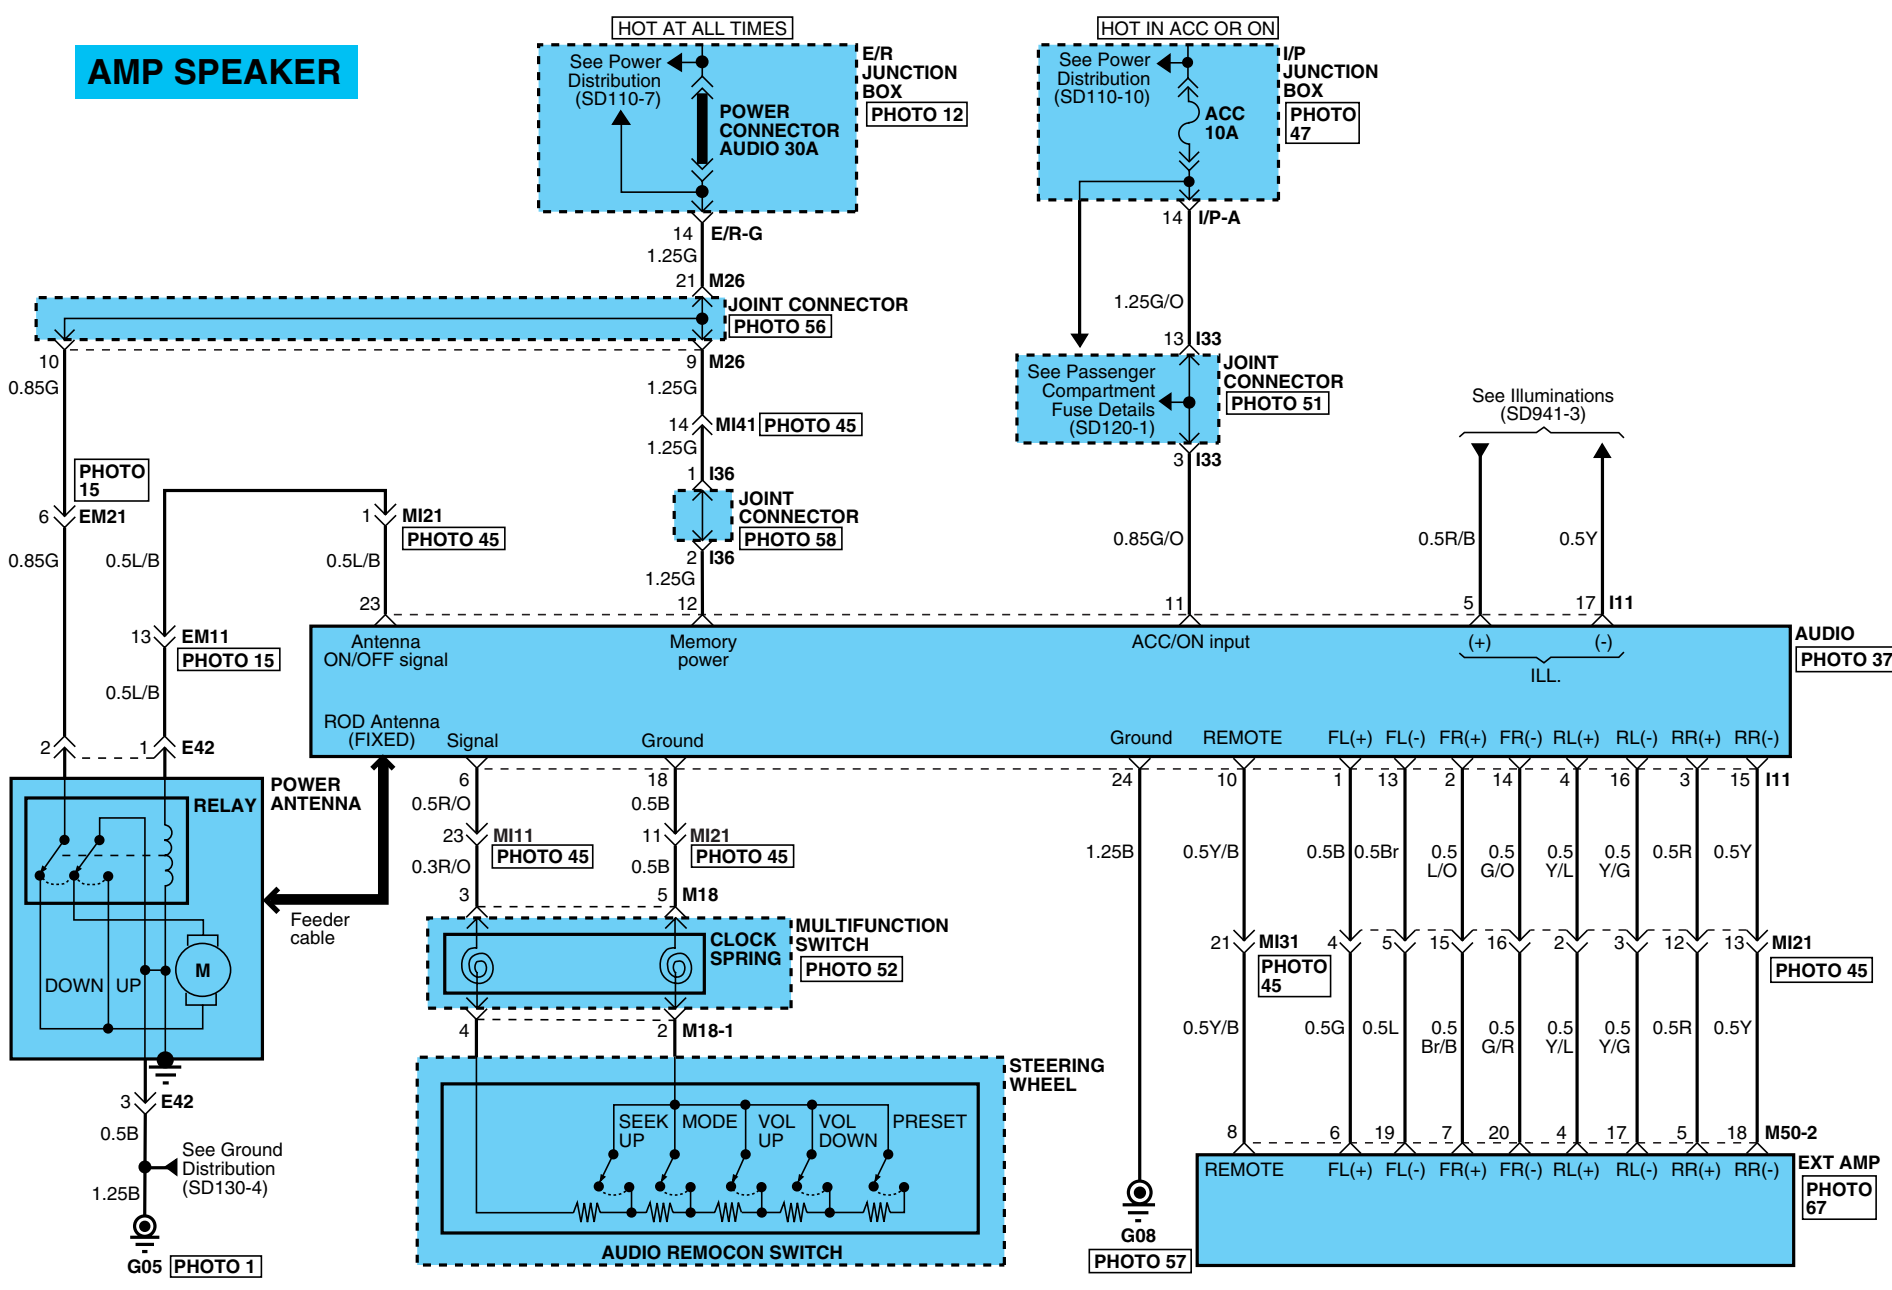 AMP SPEAKER
HOT AT ALL TIMES
See Power
Distribution
(SD110-7)
POWER
CONNECTOR
AUDIO 30A
E/R
JUNCTION
BOX
PHOTO 12
HOT IN ACC OR ON
See Power
Distribution
(SD110-10)
ACC
10A
I/P
JUNCTION
BOX
PHOTO
47
14 E/R-G
1.25G
21 M26
14 I/P-A
1.25G/O
13 I33
JOINT CONNECTOR
PHOTO 56
10
0.85G
9 M26
1.25G
14 MI41 PHOTO 45
1.25G
1 I36
JOINT
CONNECTOR
PHOTO 58
2 I36
1.25G
12
See Passenger
Compartment
Fuse Details
(SD120-1)
JOINT
CONNECTOR
PHOTO 51
3 I33
0.85G/O
11
See Illuminations
(SD941-3)
0.5R/B
0.5Y
5
17 I11
PHOTO
15
6 EM21
0.85G
0.5L/B
1 MI21
PHOTO 45
0.5L/B
23
13 EM11
PHOTO 15
0.5L/B
2
1 E42
Antenna
ON/OFF signal
Memory
power
ACC/ON input
(+)
(-)
ILL.
AUDIO
PHOTO 37
ROD Antenna
(FIXED)
Signal
Ground
Ground
REMOTE
FL(+) FL(-) FR(+) FR(-) RL(+) RL(-) RR(+) RR(-)
POWER
ANTENNA
RELAY
DOWN UP
M
Feeder
cable
3 E42
0.5B
See Ground
Distribution
(SD130-4)
1.25B
G05 PHOTO 1
6
0.5R/O
23 MI11
PHOTO 45
0.3R/O
3
18
0.5B
11 MI21
PHOTO 45
0.5B
5 M18
CLOCK
SPRING
MULTIFUNCTION
SWITCH
PHOTO 52
4
2 M18-1
STEERING
WHEEL
SEEK
UP
MODE
VOL
UP
VOL
DOWN
PRESET
AUDIO REMOCON SWITCH
24
1.25B
G08
PHOTO 57
10 1 13 2 14 4 16 3 15 I11
0.5Y/B 0.5B 0.5Br 0.5 0.5 0.5 0.5 0.5R 0.5Y
L/O G/O Y/L Y/G
21 MI31
PHOTO
45
4 5 15 16 2 3 12 13 MI21
PHOTO 45
0.5Y/B 0.5G 0.5L 0.5 0.5 0.5 0.5 0.5R 0.5Y
Br/B G/R Y/L Y/G
8 6 19 7 20 4 17 5 18 M50-2
REMOTE FL(+) FL(-) FR(+) FR(-) RL(+) RL(-) RR(+) RR(-)
EXT AMP
PHOTO
67